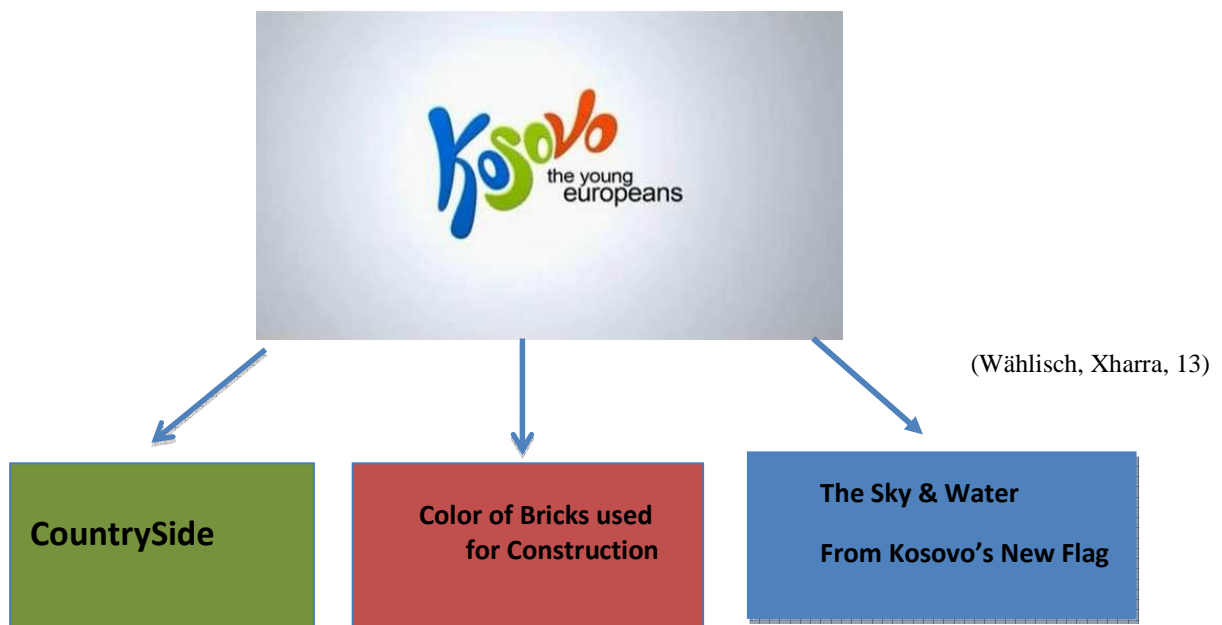 Kosovo
the young
europeans
(Wählisch, Xharra, 13)
CountrySide
Color of Bricks used
for Construction
The Sky & Water
From Kosovo’s New Flag